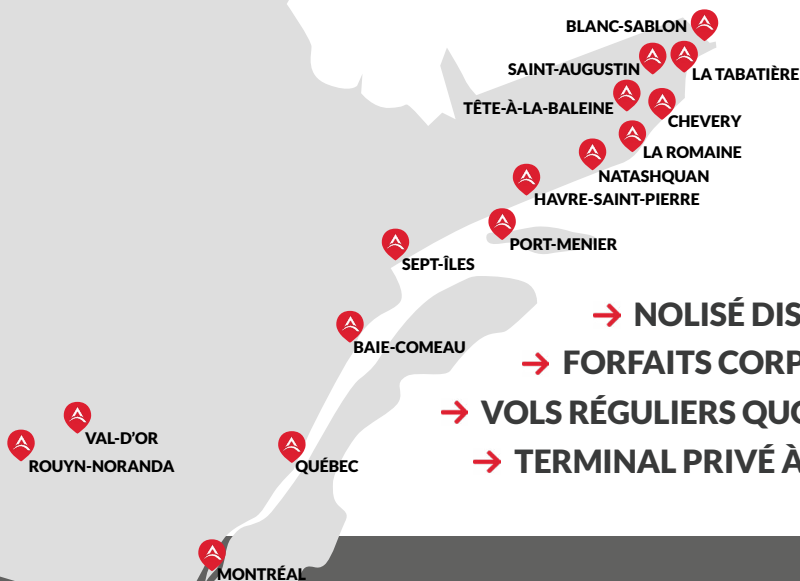 BLANC-SABLON
SAINT-AUGUSTIN
LA TABATIÈRE
TÊTE-À-LA-BALEINE
CHEVERY
LA ROMAINE
NATASHQUAN
HAVRE-SAINT-PIERRE
PORT-MENIER
SEPT-ÎLES
→ NOLISÉ DIS
BAIE-COMEAU
→ FORFAITS CORP
→ VOLS RÉGULIERS QUO
VAL-D'OR
ROUYN-NORANDA
QUÉBEC
→ TERMINAL PRIVÉ À
MONTRÉAL